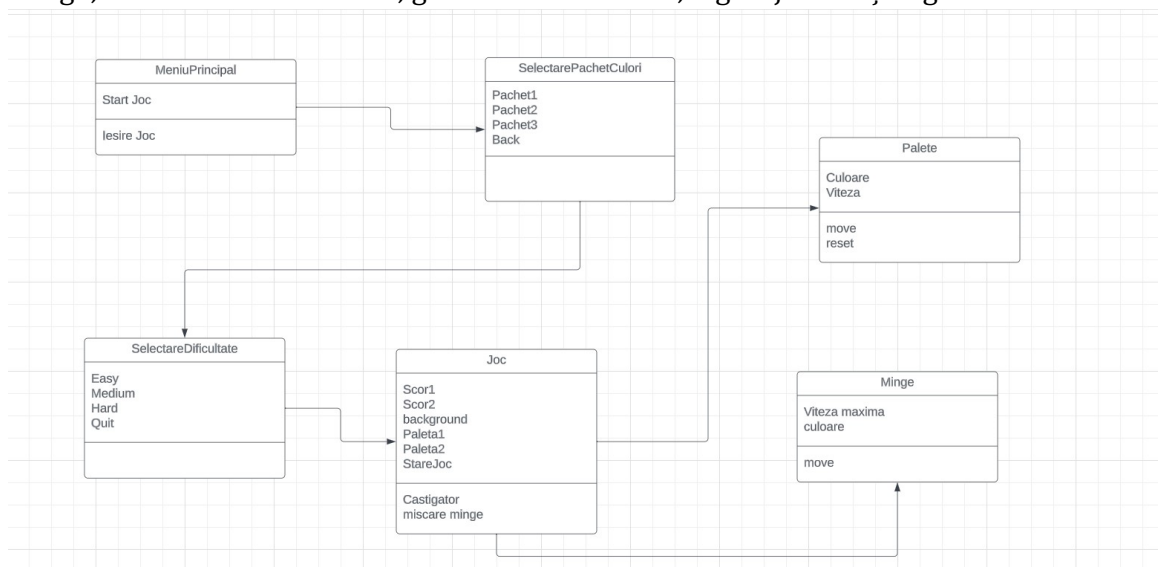 MeniuPrincipal
Start Joc
Iesire Joc
SelectarePachetCulori
Pachet1
Pachet2
Pachet3
Back
Palete
Culoare
Viteza
move
reset
SelectareDificultate
Easy
Medium
Hard
Quit
Joc
Scor1
Scor2
background
Paleta1
Paleta2
StareJoc
Castigator
miscare minge
Minge
Viteza maxima
culoare
move